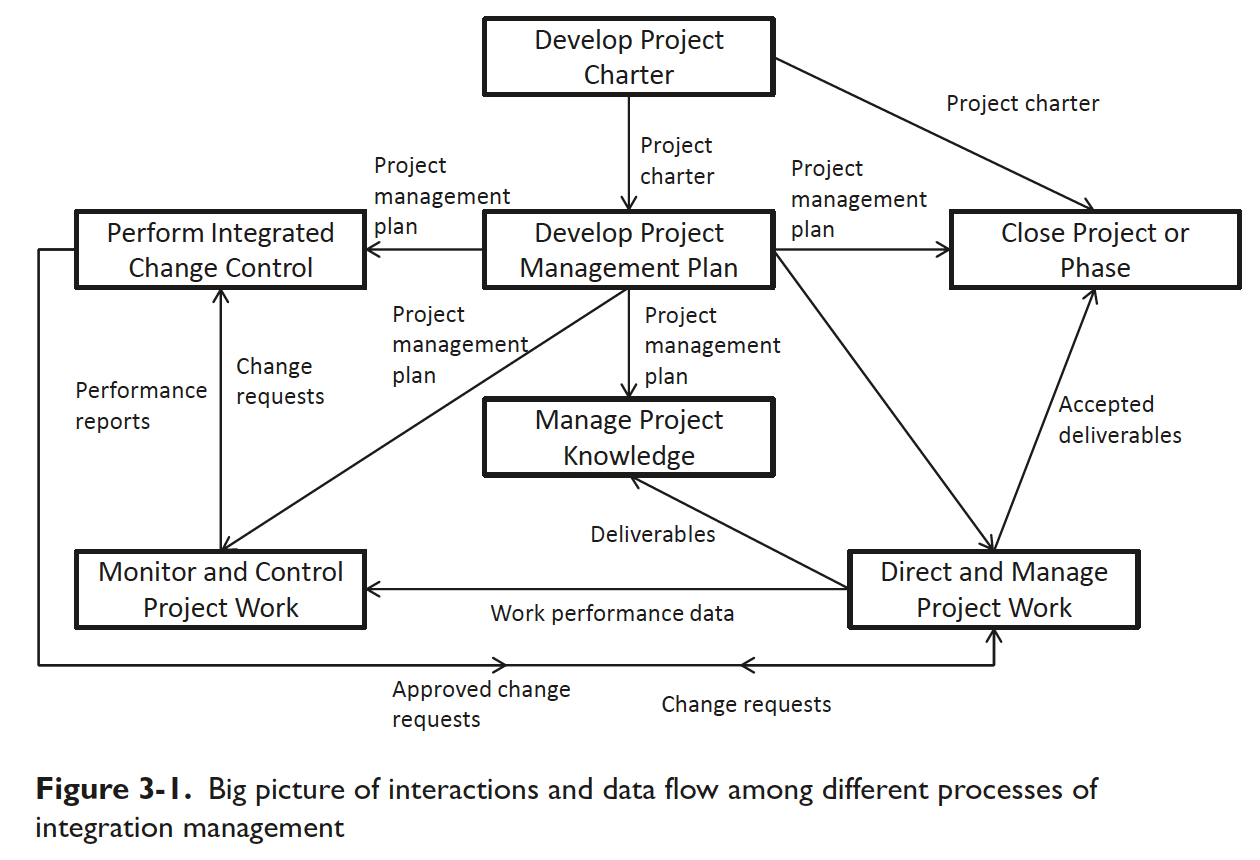 Develop Project
Charter
Project charter
Project
charter
Project
management
plan
Project
management
plan
Perform Integrated
Change Control
Develop Project
Management Plan
Close Project or
Phase
Project
management
plan
Project
management
plan
Change
requests
Performance
reports
Accepted
deliverables
Manage Project
Knowledge
Deliverables
Monitor and Control
Project Work
Direct and Manage
Project Work
Work performance data
Approved change
requests
Change requests
Figure 3-1. Big picture of interactions and data flow among different processes of
integration management